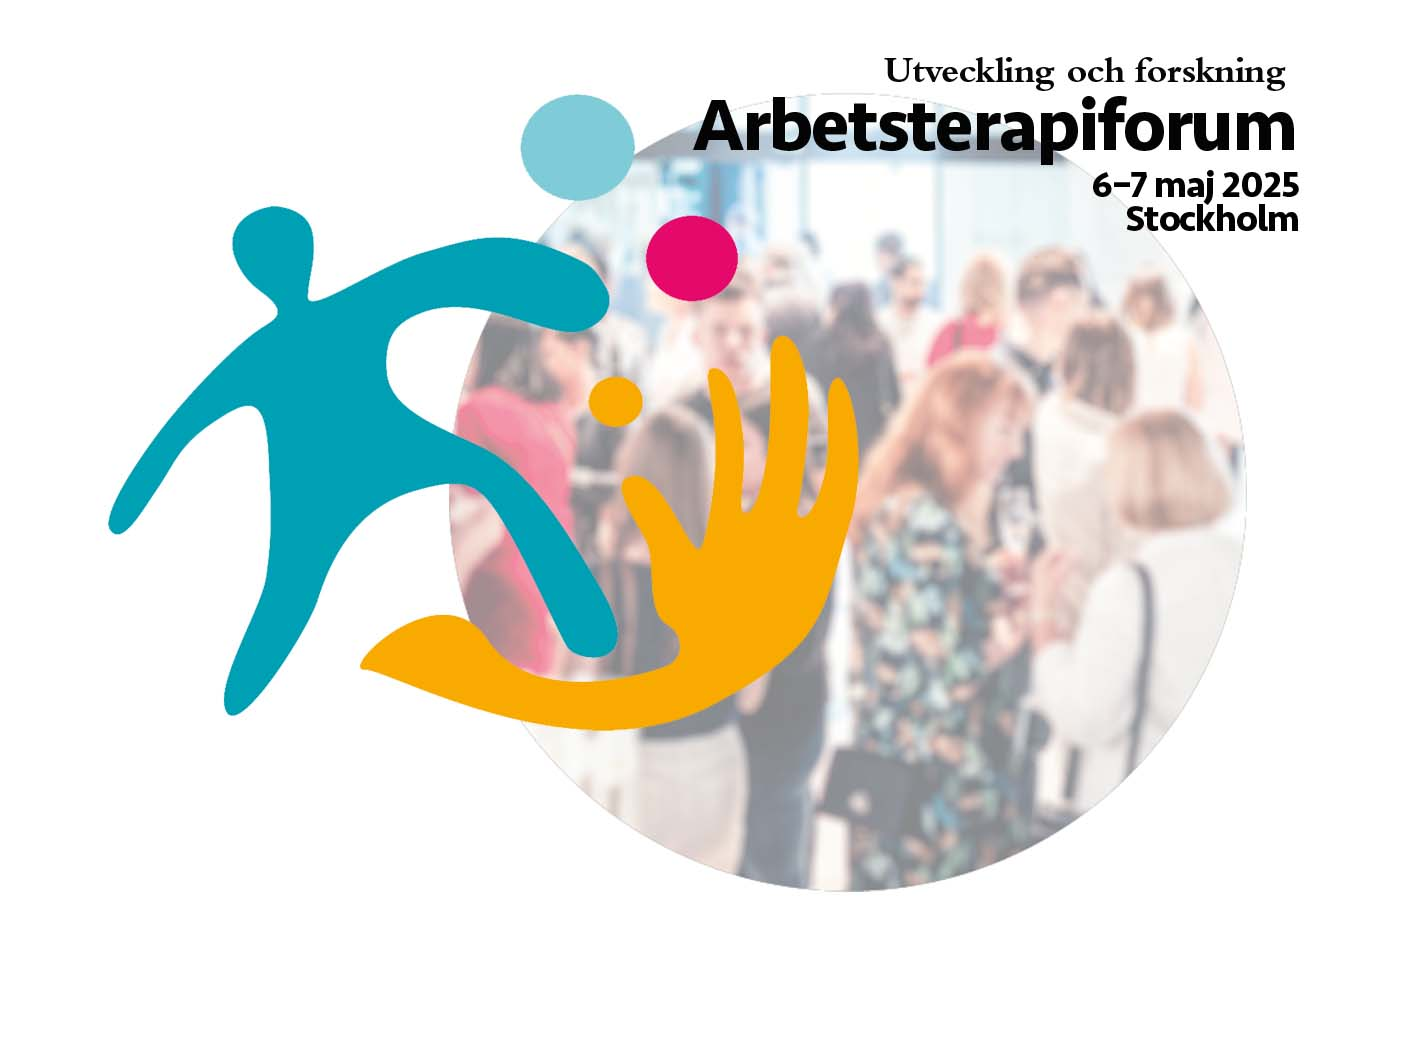 Utveckling och forskning
Arbetsterapiforum
6–7 maj 2025
Stockholm